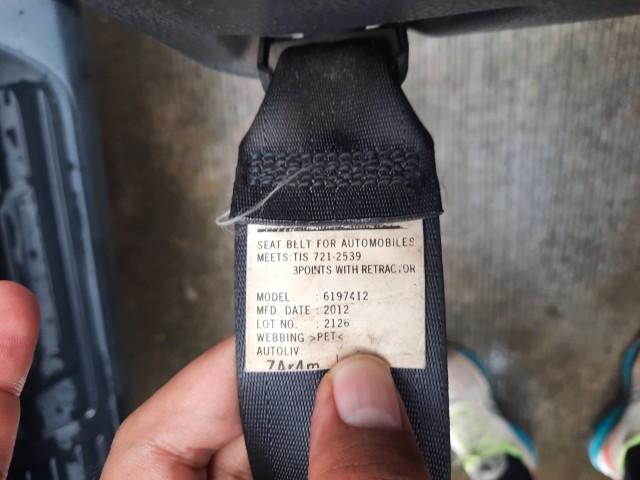 SEAT BELT FOR AUTOMOBILES
MEETS:TIS 721-2539
3POINTS WITH RETRACTOR
MODEL : 6197412
MFD. DATE : 2012
LOT NO. : 2126
WEBBING >PET<
AUTOLIV